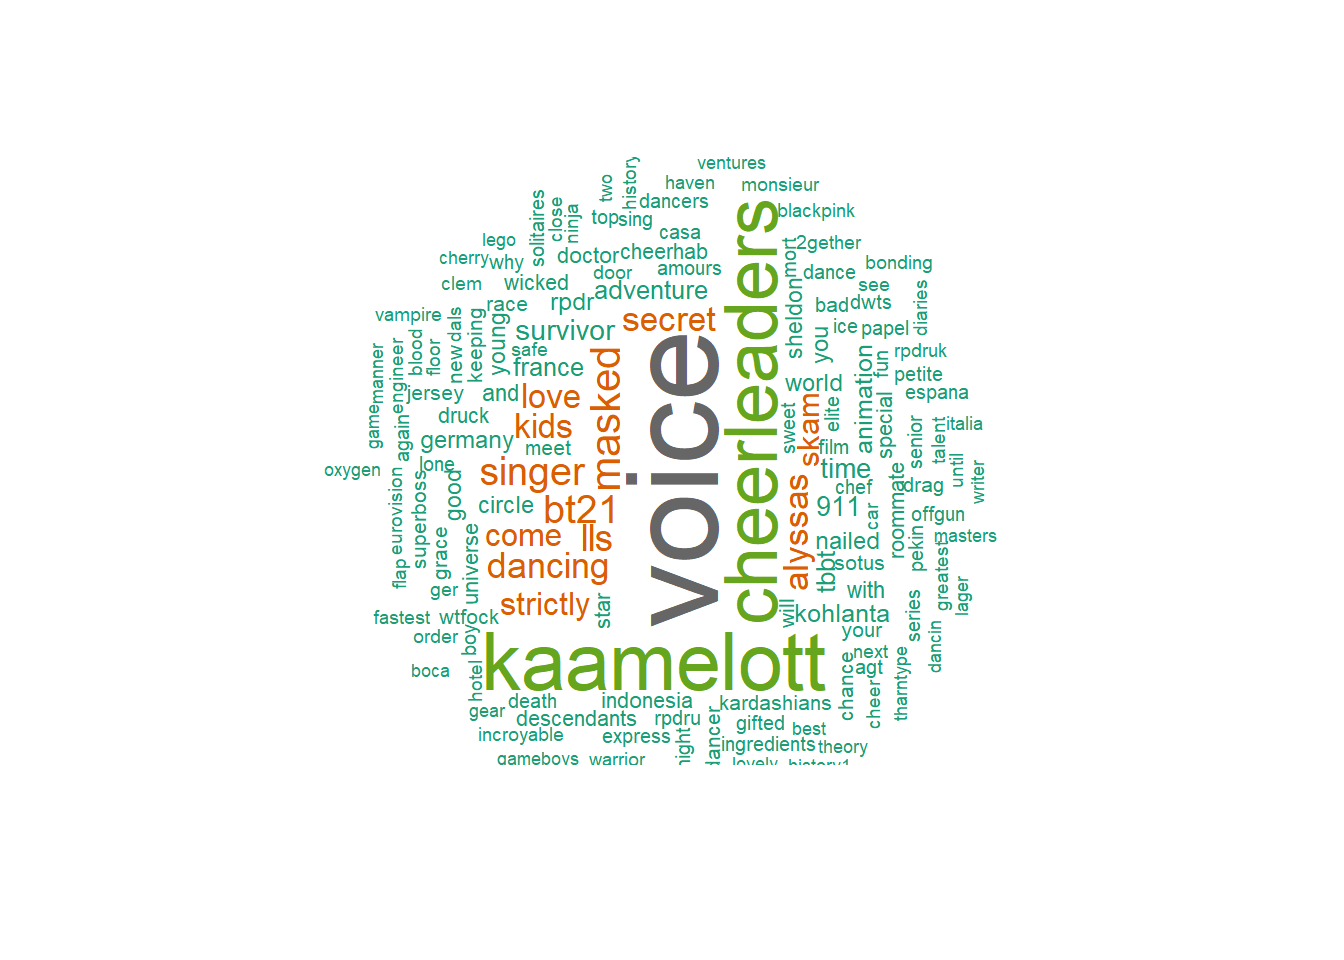 ventures
history
two
haven
monsieur
dancers
blackpink
solitaires
close
ninja
top
sing
casa
cheerleaders
lego
cherry
why
doctor
cheerhab
mort
2gether
door
amours
dance
bonding
clem
wicked
adventure
sheldon
see
vampire
race
rpdr
bad
dwts
diaries
dals
keeping
young
survivor
secret
you
ice
papel
manner
engineer
blood
floor
new
safe
france
voice
animation
fun
rpdruk
petite
jersey
and
love
masked
world
special
espana
game
again
druck
kids
sweet
elite
skam
senior
talent
italia
germany
meet
film
oxygen
lone
singer
time
until
writer
eurovision
superboss
good
circle
bt21
alyssas
chef
911
car
roommate
drag
offgun
grace
universe
come
lls
nailed
pekin
masters
flap
dancing
tbbt
sotus
greatest
ger
with
lager
fastest
wtfock
strictly
star
will
kohlanta
series
order
boy
your
dancin
boca
hotel
kaamelott
next
agt
chance
cheer
tharntype
gear
death
indonesia
kardashians
descendants
rpdru
dancer
gifted
best
incroyable
express
night
ingredients
theory
gameboys
warrior
lovely
history1